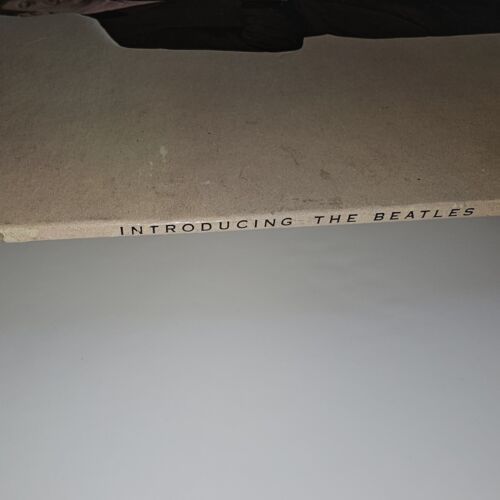 INTRODUCING THE BEATLES